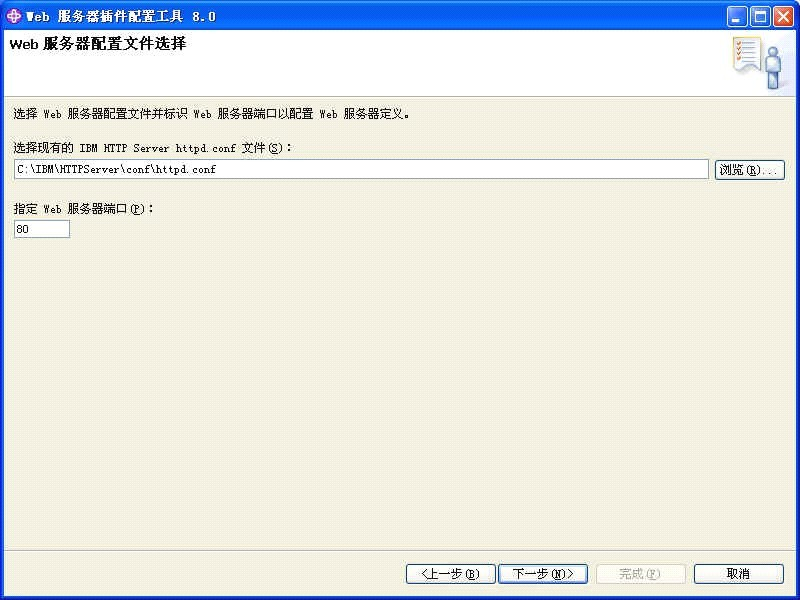 Web 服务器插件配置工具 8.0
Web 服务器配置文件选择
选择 Web 服务器配置文件并标识 Web 服务器端口以配置 Web 服务器定义。
选择现有的 IBM HTTP Server httpd.conf 文件(S)：
C:\IBM\HTTPServer\conf\httpd.conf
浏览(R)...
指定 Web 服务器端口(P)：
80
<上一步(B) 下一步(N)> 完成(F) 取消